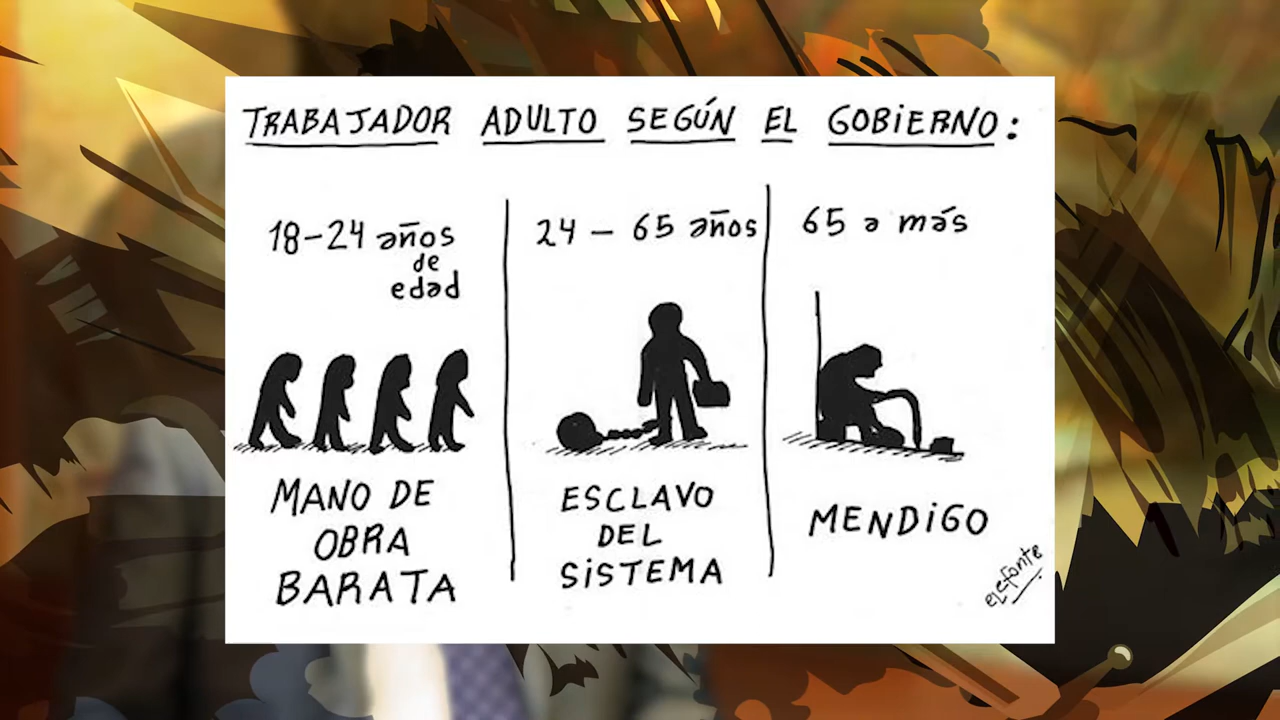 TRABAJADOR ADULTO SEGÚN EL GOBIERNO:
18-24 años
de
edad
MANO DE
OBRA
BARATA
24 - 65 años
ESCLAVO
DEL
SISTEMA
65 a más
MENDIGO
elefonte